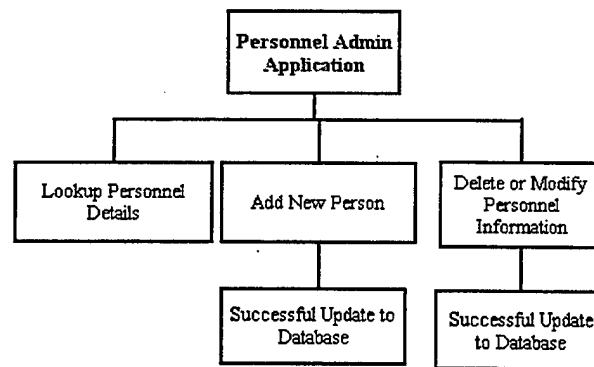 Personnel Admin
Application
Lookup Personnel
Details
Add New Person
Delete or Modify
Personnel
Information
Successful Update to
Database
Successful Update
to Database